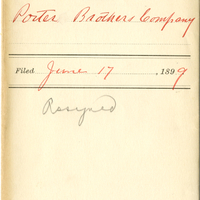 Porter Brothers Company
Filed June 17, 1899
Resigned